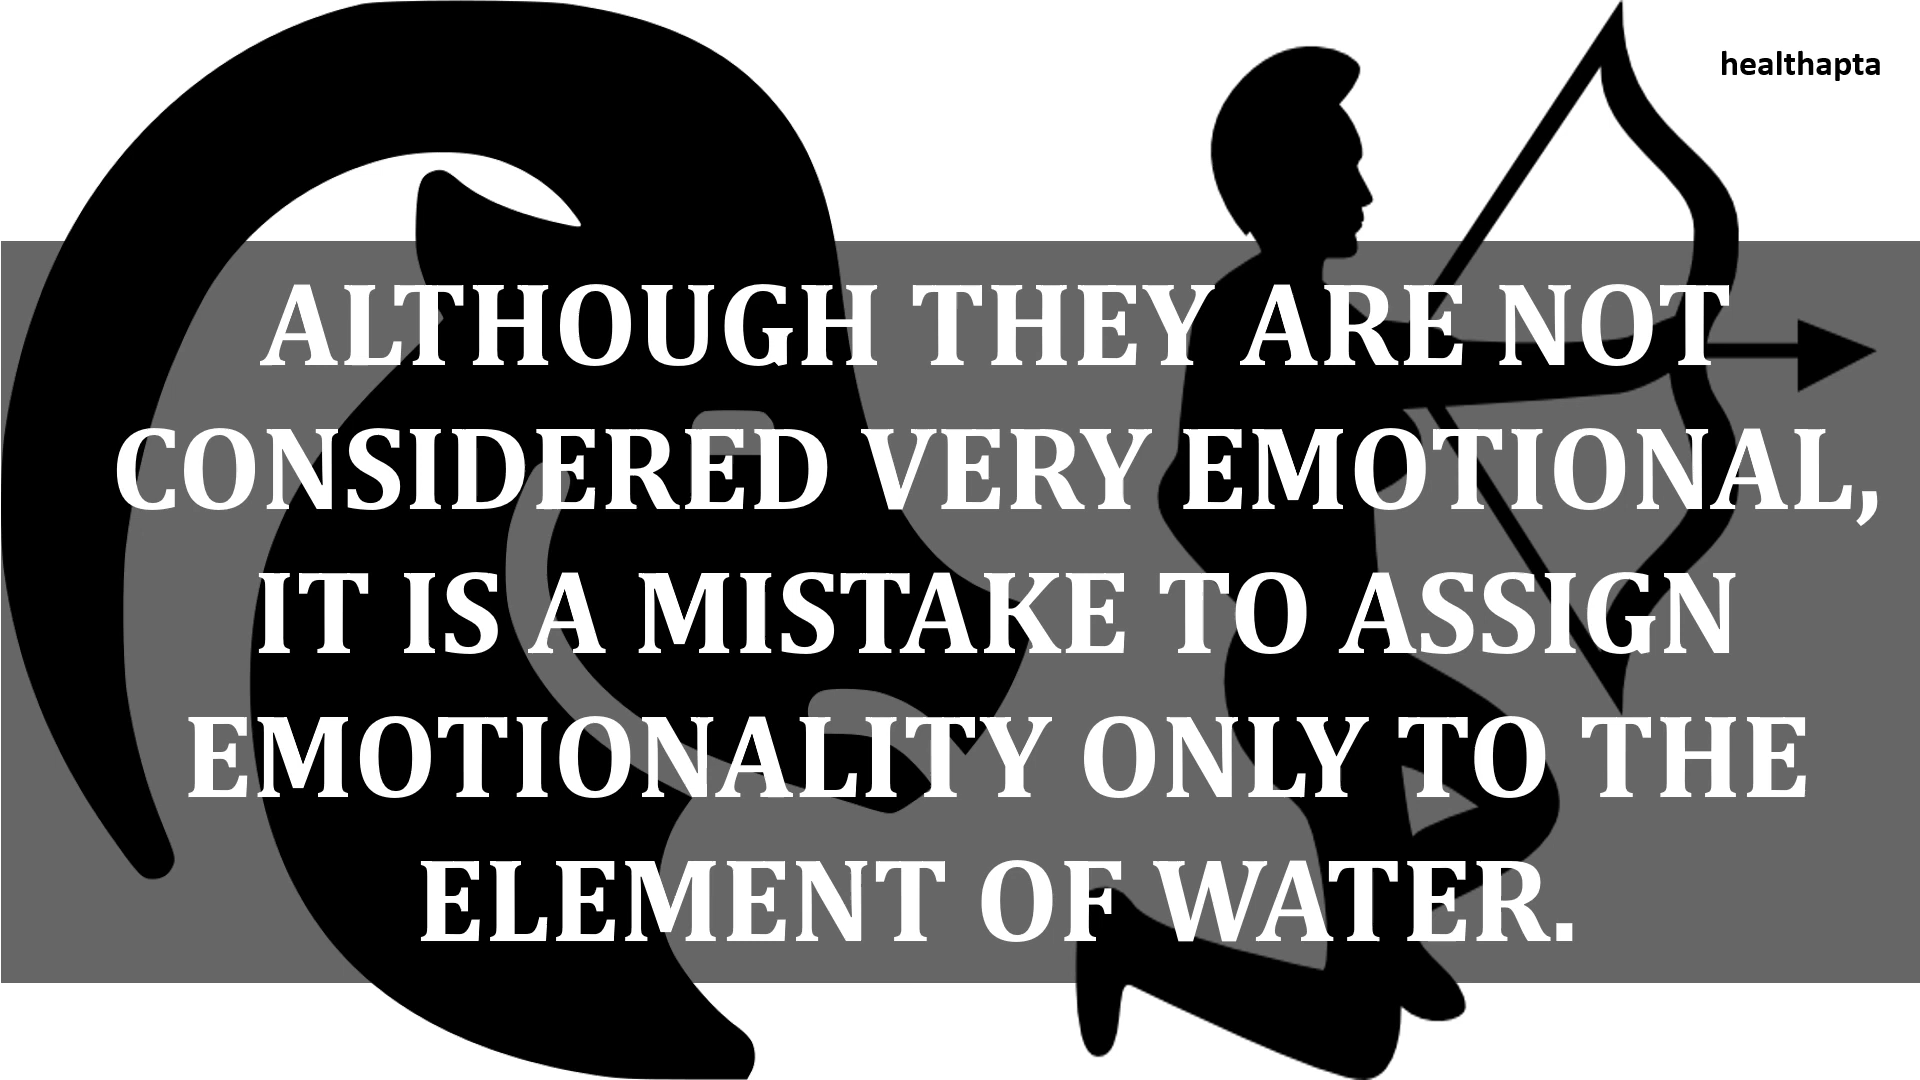 healthapta
ALTHOUGH THEY ARE NOT
CONSIDERED VERY EMOTIONAL,
IT IS A MISTAKE TO ASSIGN
EMOTIONALITY ONLY TO THE
ELEMENT OF WATER.